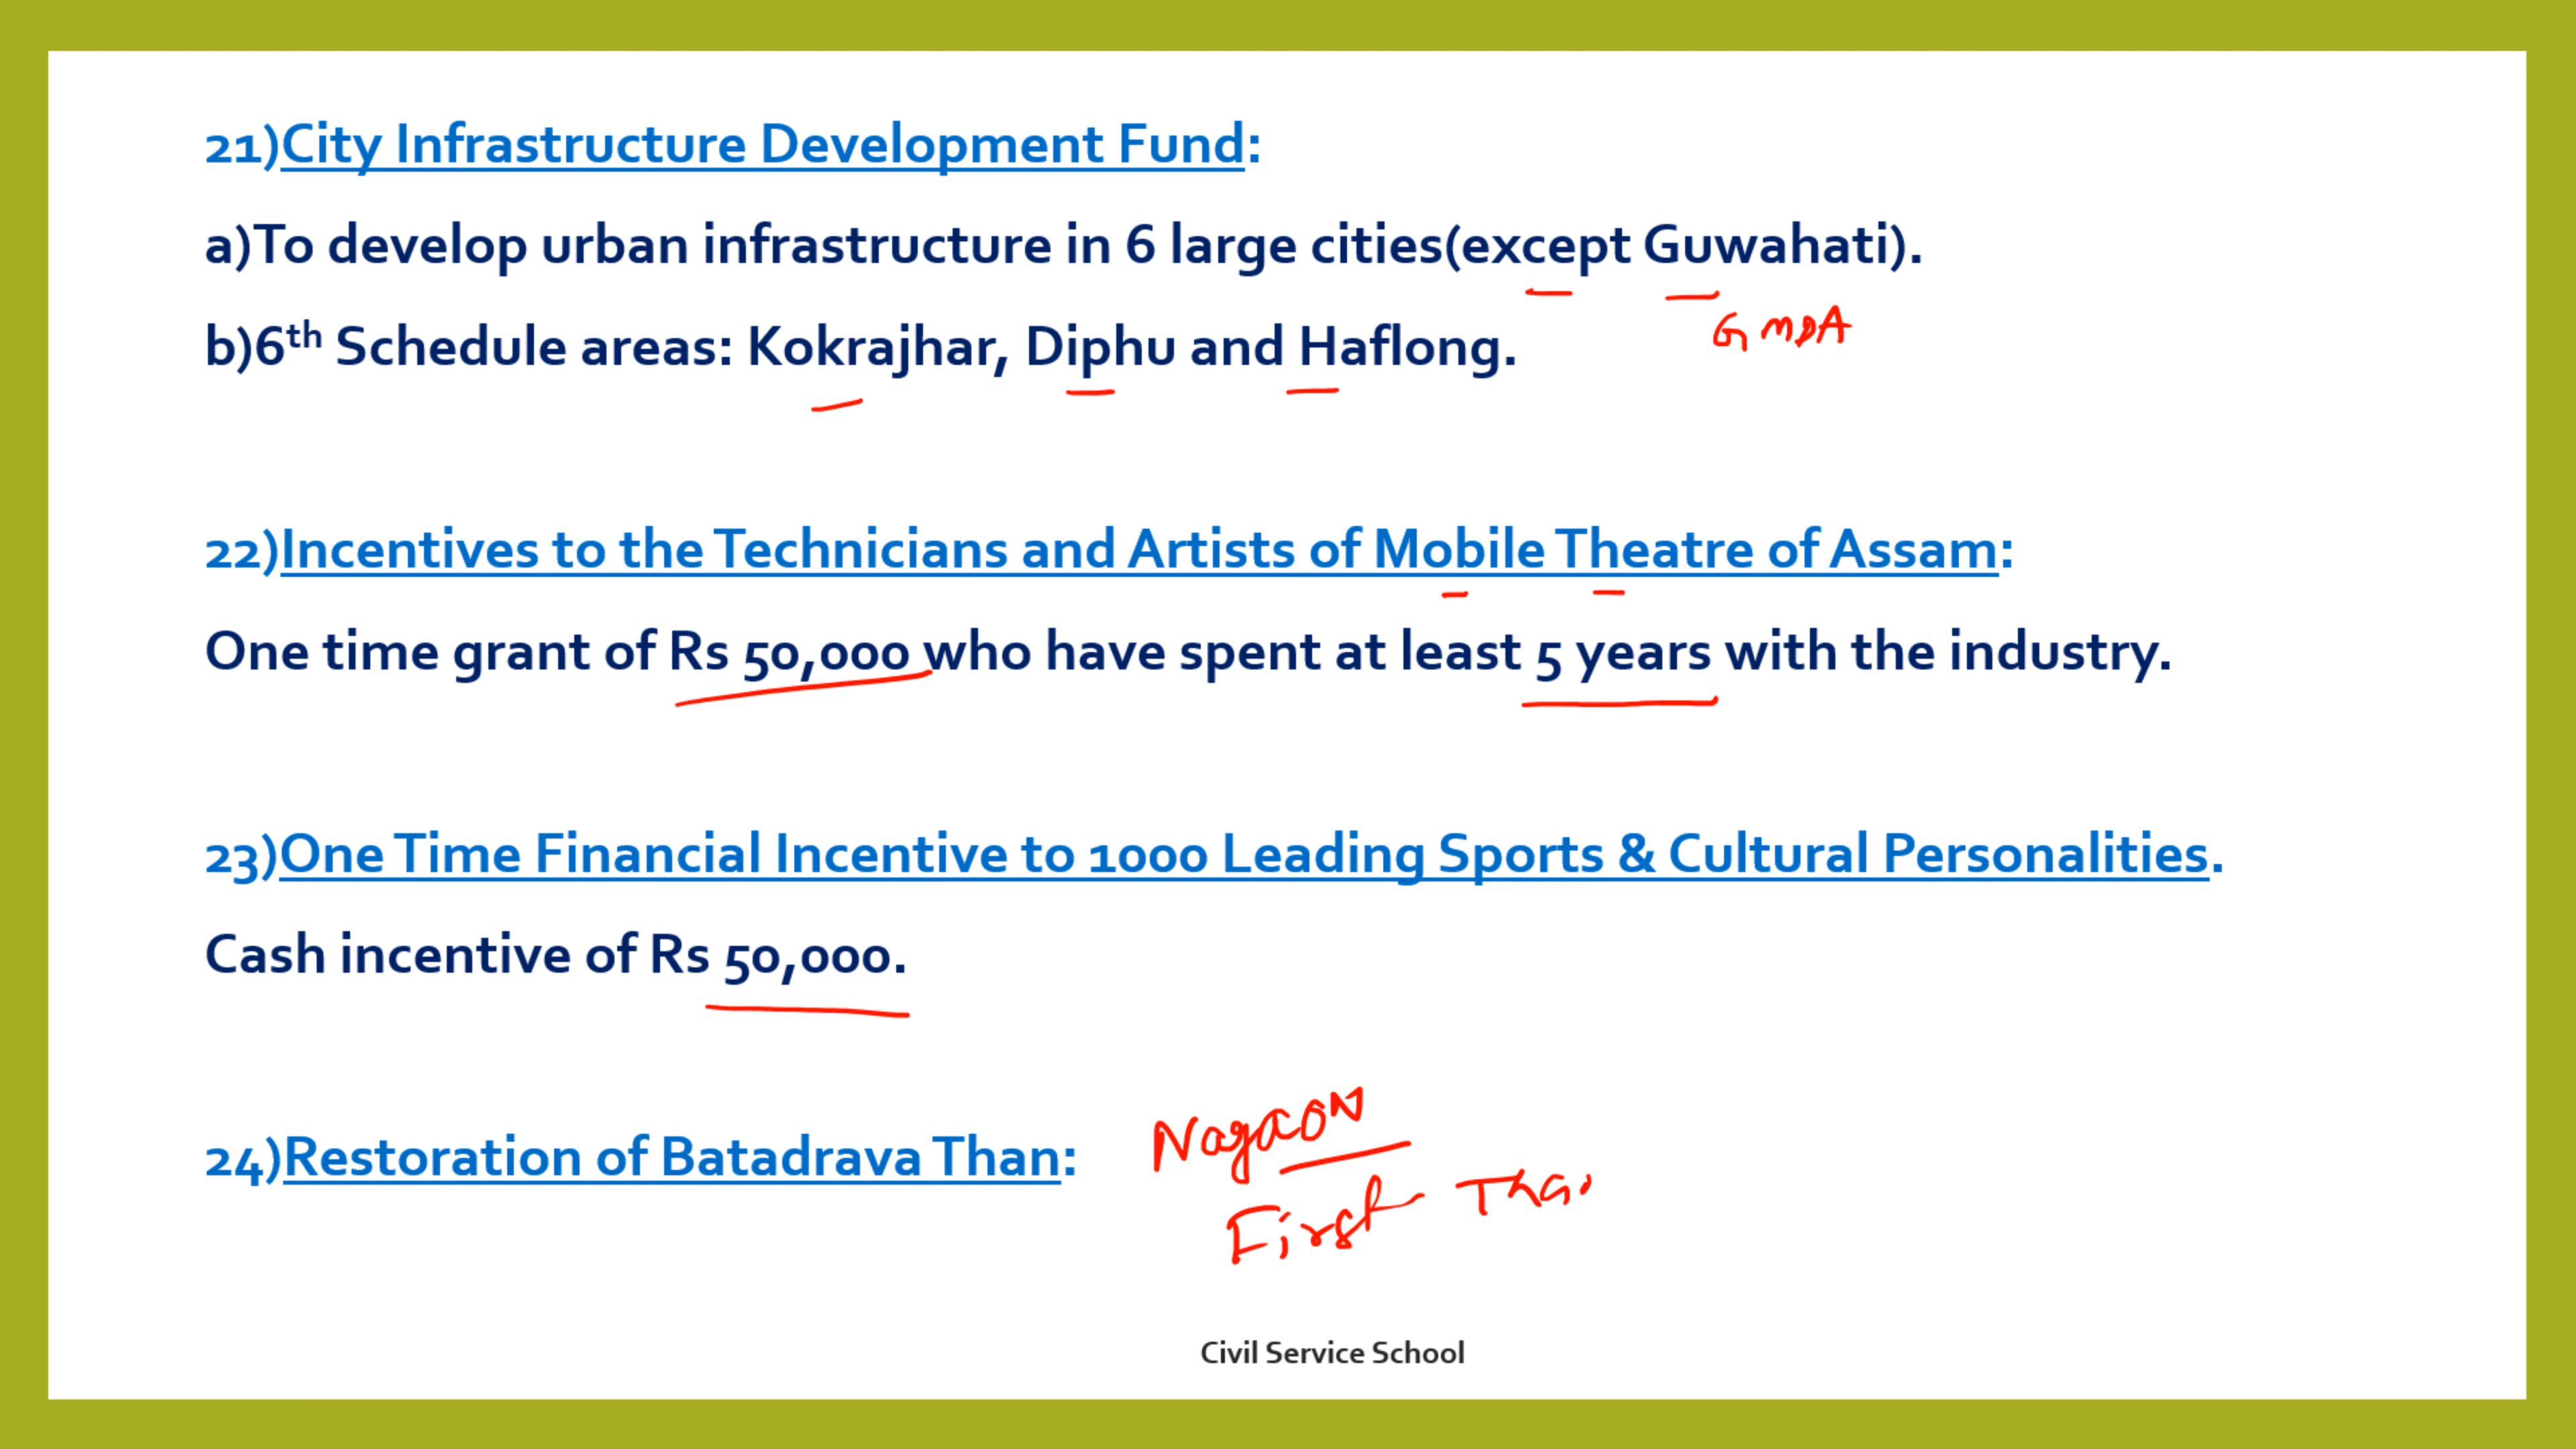 21)City Infrastructure Development Fund:
a)To develop urban infrastructure in 6 large cities(except Guwahati).
GMDA
b)6th Schedule areas: Kokrajhar, Diphu and Haflong.
22)Incentives to the Technicians and Artists of Mobile Theatre of Assam:
One time grant of Rs 50,000 who have spent at least 5 years with the industry.
23)One Time Financial Incentive to 1000 Leading Sports & Cultural Personalities.
Cash incentive of Rs 50,000.
24)Restoration of Batadrava Than:
Nagaon
First
Civil Service School